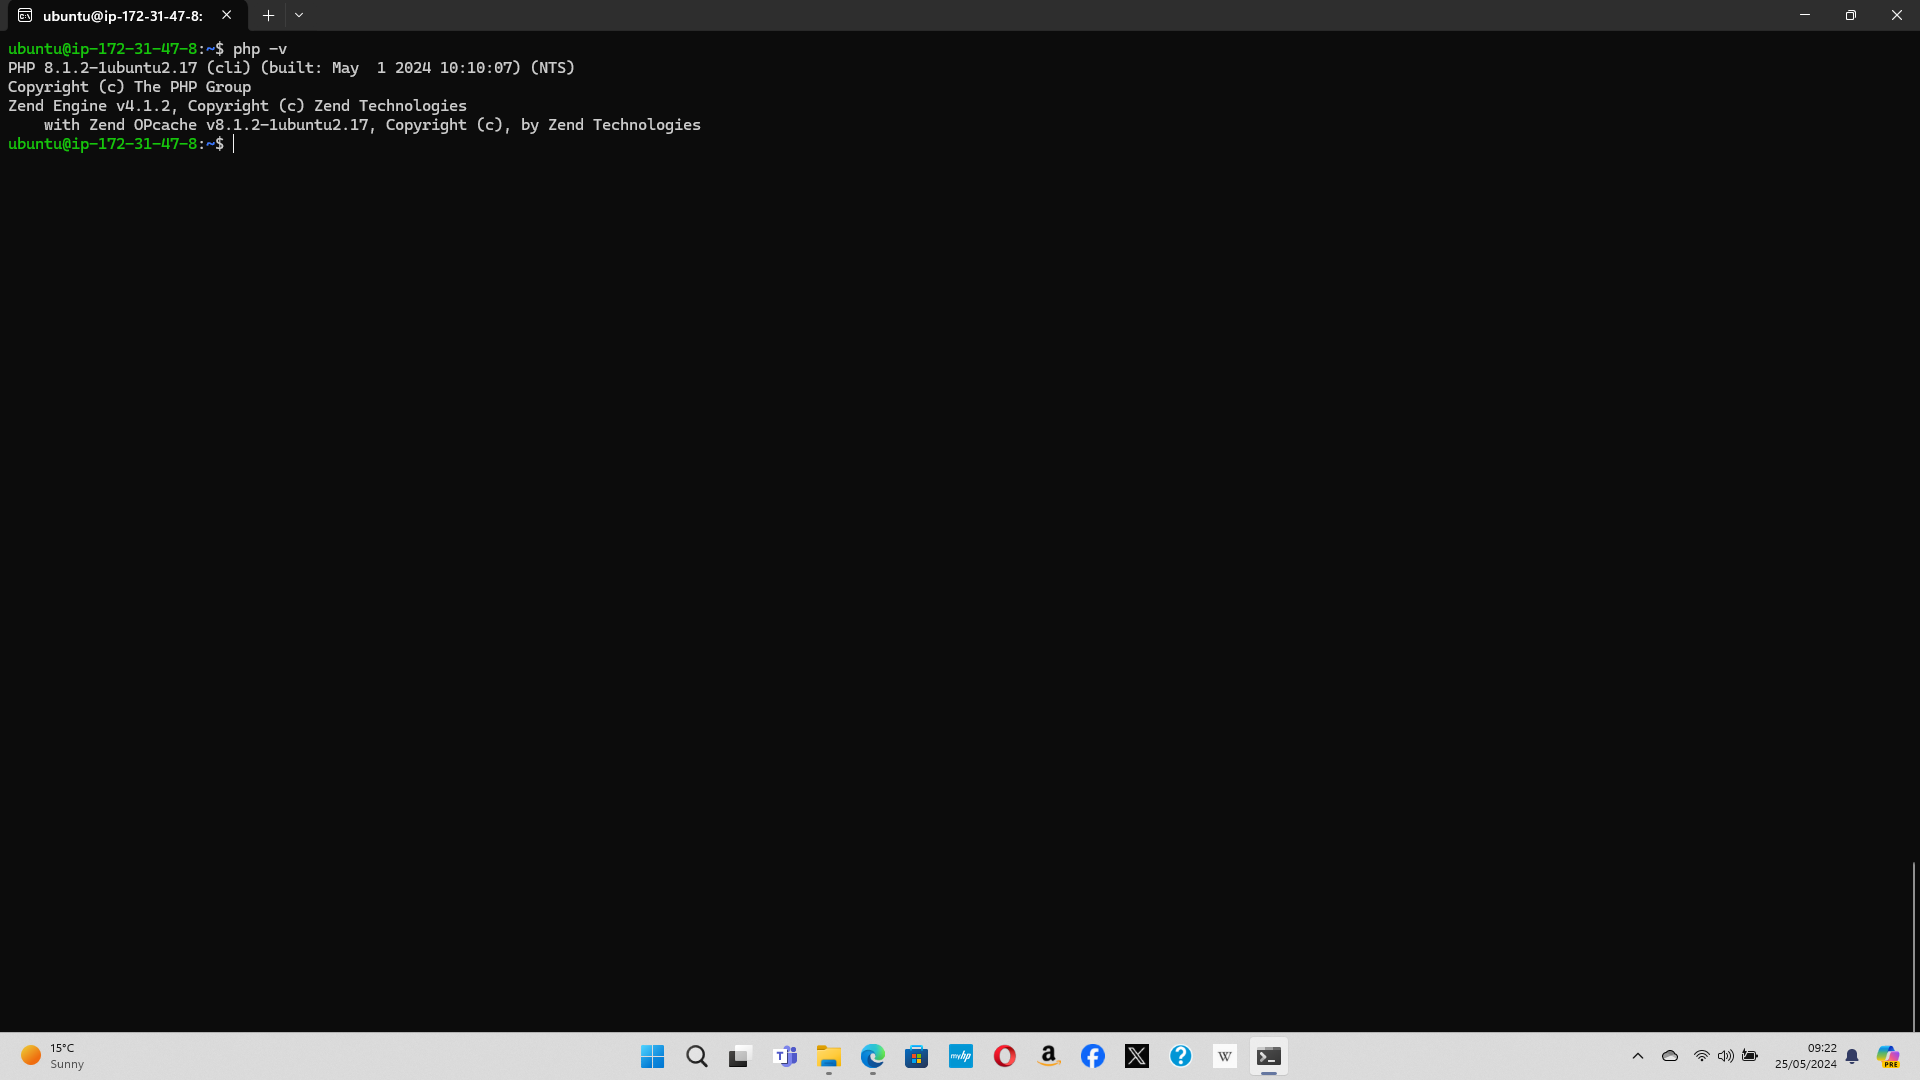 ubuntu@ip-172-31-47-8:
ubuntu@ip-172-31-47-8:~$ php -v
PHP 8.1.2-1ubuntu2.17 (cli) (built: May  1 2024 10:10:07) (NTS)
Copyright (c) The PHP Group
Zend Engine v4.1.2, Copyright (c) Zend Technologies
    with Zend OPcache v8.1.2-1ubuntu2.17, Copyright (c), by Zend Technologies
ubuntu@ip-172-31-47-8:~$
15°C
Sunny
myhp
W
09:22
25/05/2024
PRE